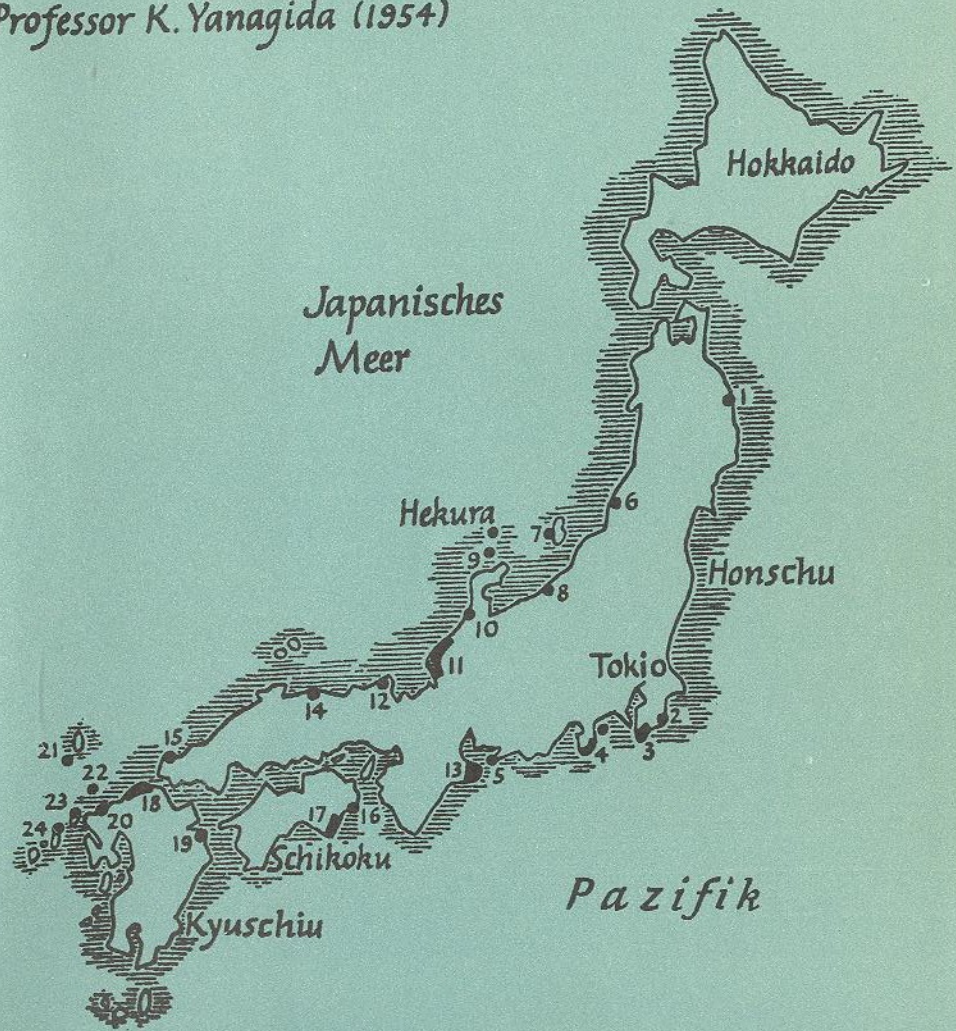 Professor K. Yanagida (1954)
Hokkaido
Japanisches
Meer
1
Hekura
6
7
9
Honschu
8
10
Tokio
11
12
14
2
4
3
21
15
13
5
22
18
23
20
17
16
24
19
Schikoku
Kyuschiu
Pazifik